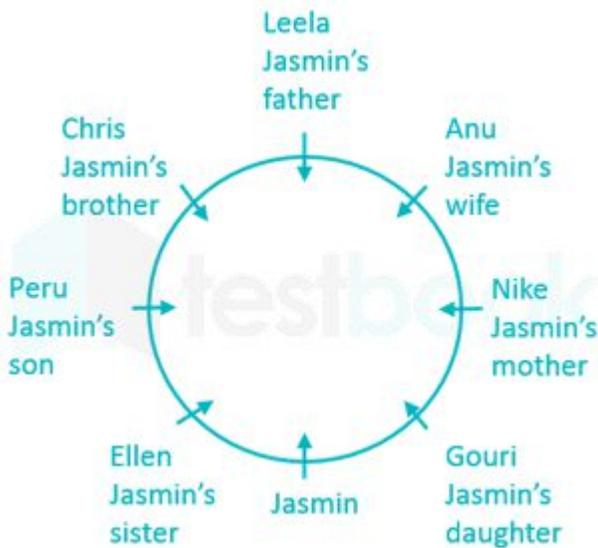 Leela
Jasmin's
father
Chris
Jasmin's
brother
Anu
Jasmin's
wife
Peru
Jasmin's
son
testbook
Nike
Jasmin's
mother
Ellen
Jasmin's
sister
Jasmin
Gouri
Jasmin's
daughter